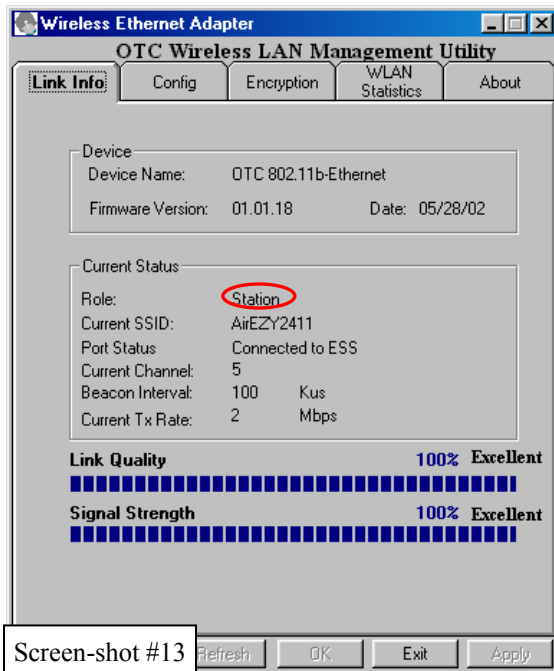 Wireless Ethernet Adapter
OTC Wireless LAN Management Utility
Link Info Config Encryption WLAN Statistics About
Device
Device Name: OTC 802.11b-Ethernet
Firmware Version: 01.01.18 Date: 05/28/02
Current Status
Role: Station
Current SSID: AirEZY2411
Port Status Connected to ESS
Current Channel: 5
Beacon Interval: 100 Kus
Current Tx Rate: 2 Mbps
Link Quality 100% Excellent
Signal Strength 100% Excellent
Screen-shot #13 Refresh OK Exit Apply